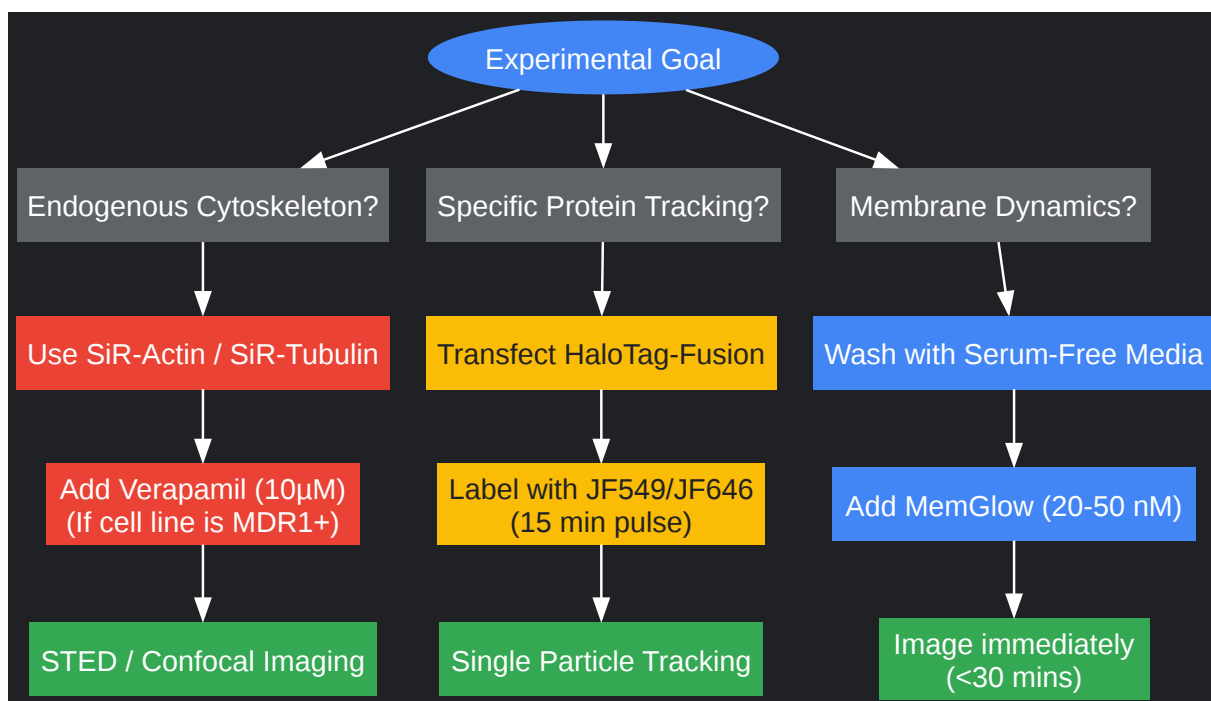 Experimental Goal
Endogenous Cytoskeleton?
Specific Protein Tracking?
Membrane Dynamics?
Use SiR-Actin / SiR-Tubulin
Transfect HaloTag-Fusion
Wash with Serum-Free Media
Add Verapamil (10µM)
(If cell line is MDR1+)
Label with JF549/JF646
(15 min pulse)
Add MemGlow (20-50 nM)
STED / Confocal Imaging
Single Particle Tracking
Image immediately
(<30 mins)